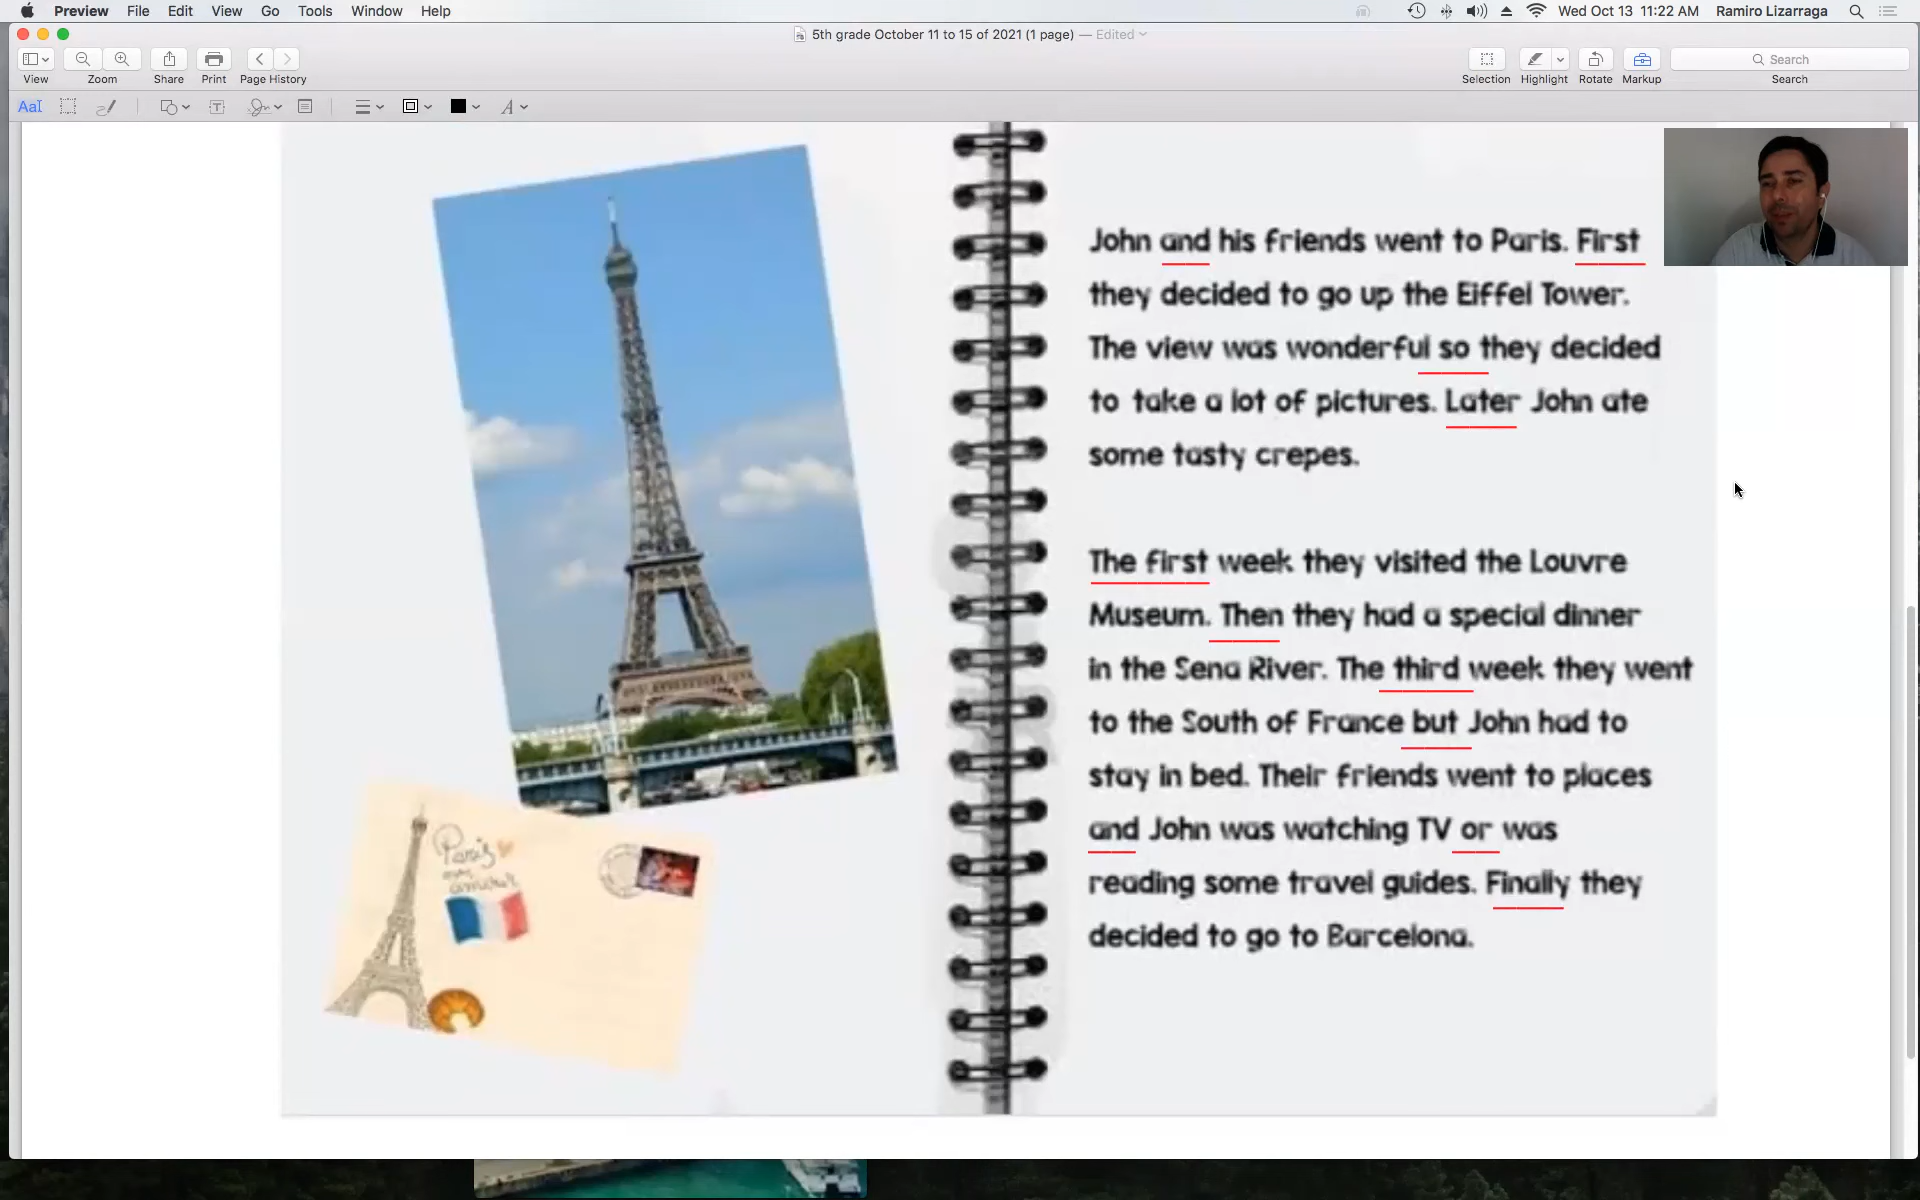 Preview File Edit View Go Tools Window Help
Wed Oct 13 11:22 AM Ramiro Lizarraga
5th grade October 11 to 15 of 2021 (1 page) — Edited
View Zoom Share Print Page History
Selection Highlight Rotate Markup Search
Search
AaI T A
John and his friends went to Paris. First
they decided to go up the Eiffel Tower.
The view was wonderful so they decided
to take a lot of pictures. Later John ate
some tasty crepes.
The first week they visited the Louvre
Museum. Then they had a special dinner
in the Sena River. The third week they went
to the South of France but John had to
stay in bed. Their friends went to places
and John was watching TV or was
reading some travel guides. Finally they
decided to go to Barcelona.
Paris
mon
amour